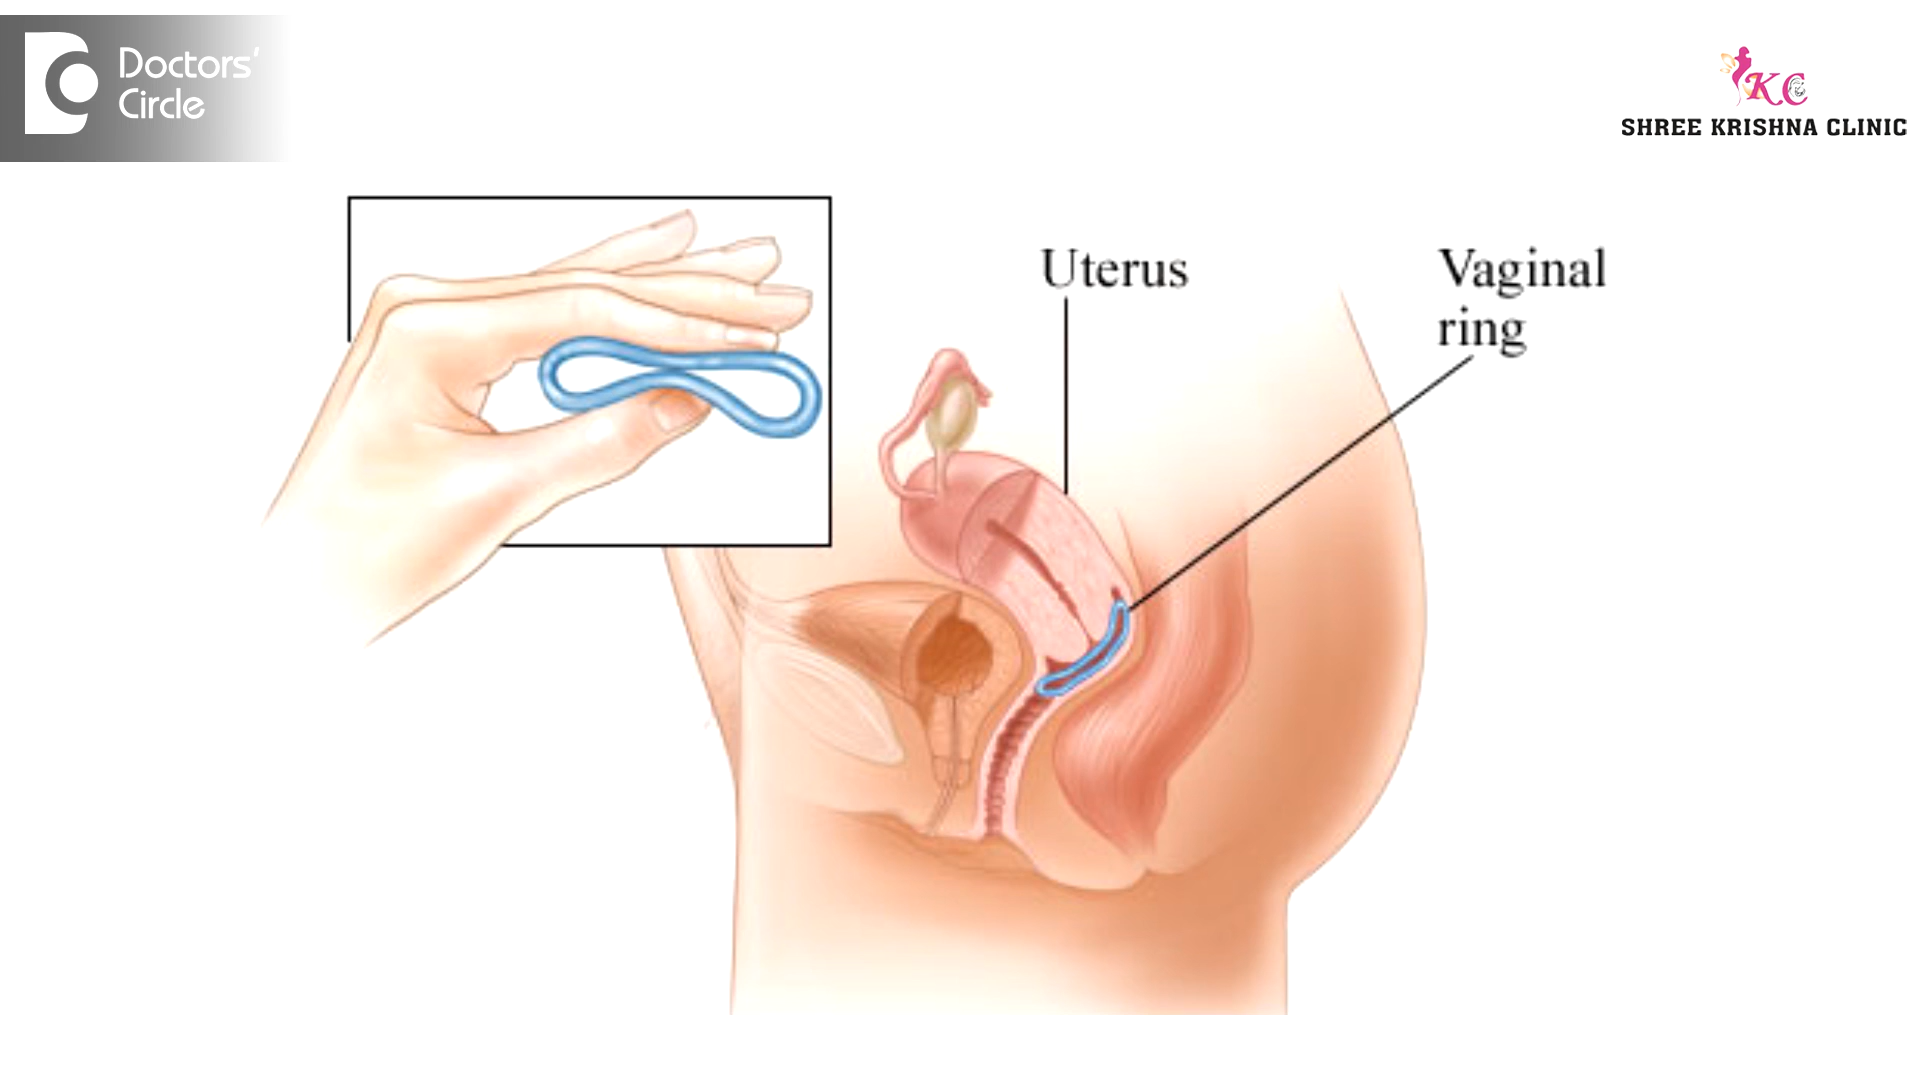 Doctors'
Circle
KC
SHREE KRISHNA CLINIC
Uterus
Vaginal
ring